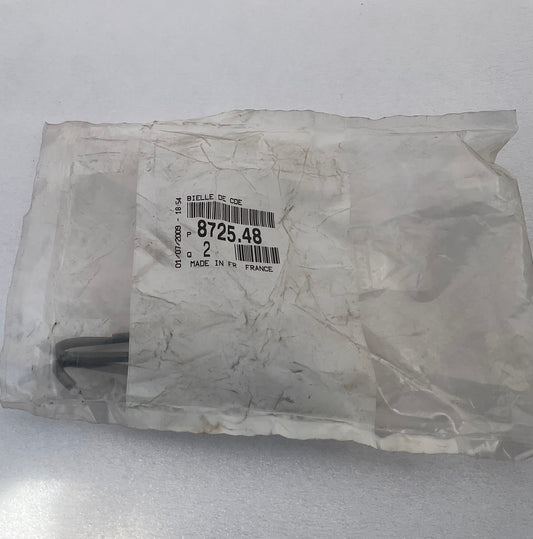 BIELLE DE CDE
P 8725.48
Q 2
MADE IN FR FRANCE
01/07/2009 - 18:54